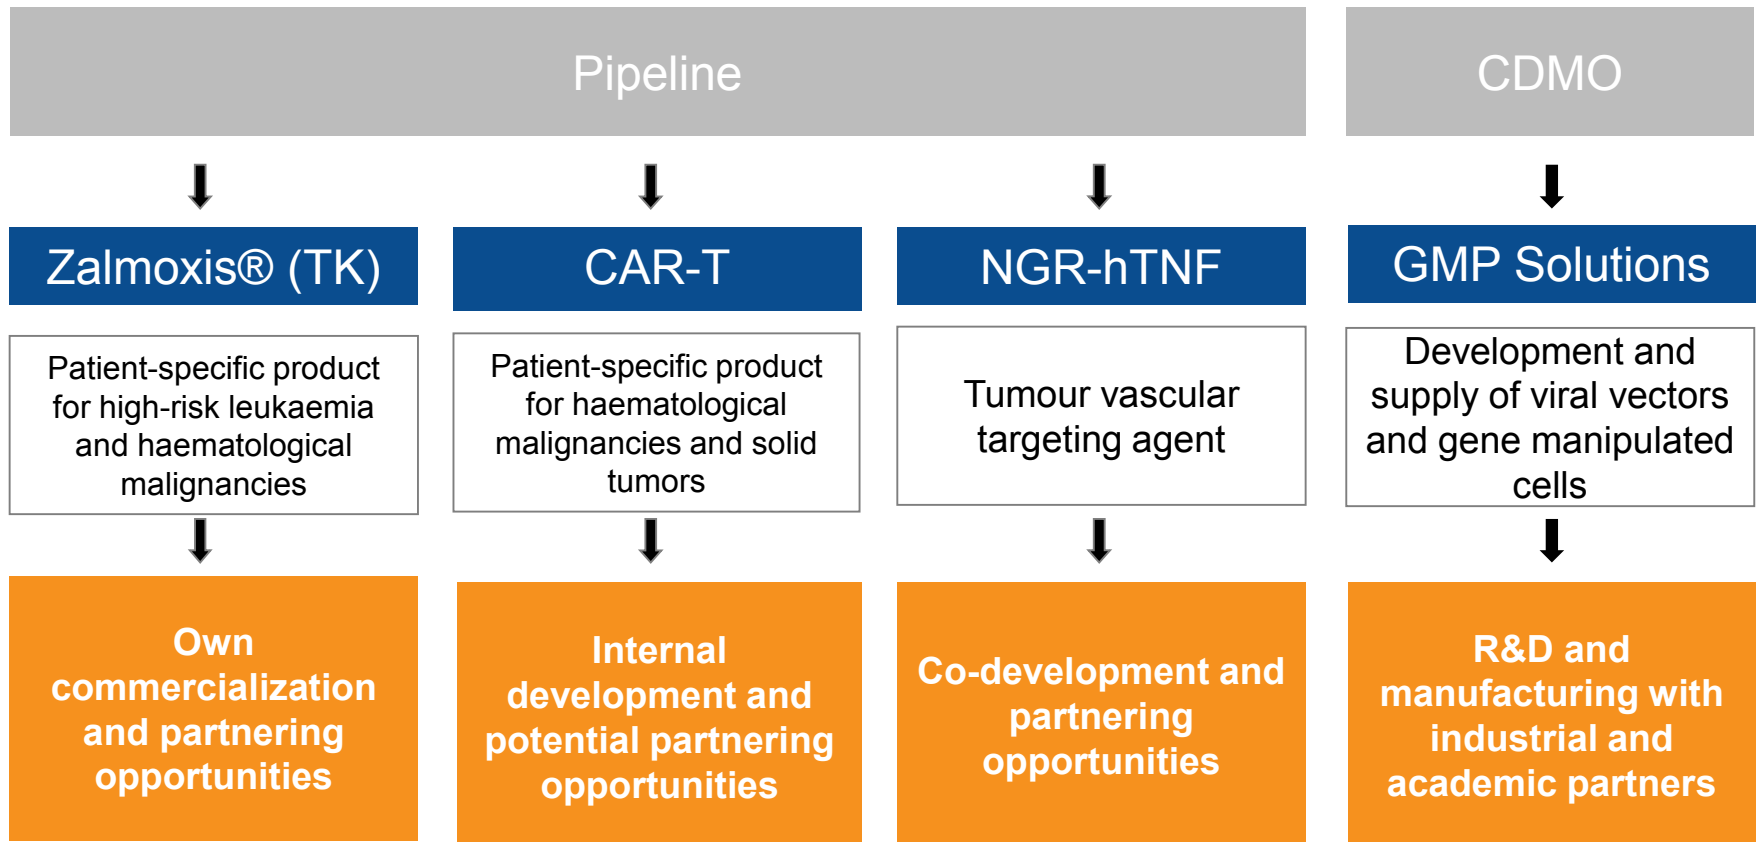 Pipeline
CDMO
Zalmoxis® (TK)
CAR-T
NGR-hTNF
GMP Solutions
Patient-specific product
for high-risk leukaemia
and haematological
malignancies
Patient-specific product
for haematological
malignancies and solid
tumors
Tumour vascular
targeting agent
Development and
supply of viral vectors
and gene manipulated
cells
Own
commercialization
and partnering
opportunities
Internal
development and
potential partnering
opportunities
Co-development and
partnering
opportunities
R&D and
manufacturing with
industrial and
academic partners